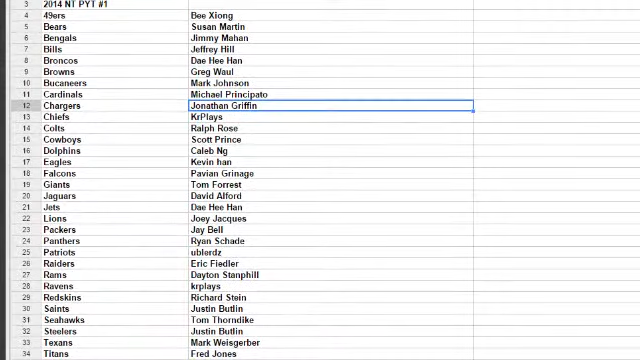 3 2014 NT PYT #1
4 49ers Bee Xiong
5 Bears Susan Martin
6 Bengals Jimmy Mahan
7 Bills Jeffrey Hill
8 Broncos Dae Hee Han
9 Browns Greg Waul
10 Bucaneers Mark Johnson
11 Cardinals Michael Principato
12 Chargers Jonathan Griffin
13 Chiefs KrPlays
14 Colts Ralph Rose
15 Cowboys Scott Prince
16 Dolphins Caleb Ng
17 Eagles Kevin han
18 Falcons Pavian Grinage
19 Giants Tom Forrest
20 Jaguars David Alford
21 Jets Dae Hee Han
22 Lions Joey Jacques
23 Packers Jay Bell
24 Panthers Ryan Schade
25 Patriots ublerdz
26 Raiders Eric Fiedler
27 Rams Dayton Stanphill
28 Ravens krplays
29 Redskins Richard Stein
30 Saints Justin Butlin
31 Seahawks Tom Thorndike
32 Steelers Justin Butlin
33 Texans Mark Weisgerber
34 Titans Fred Jones